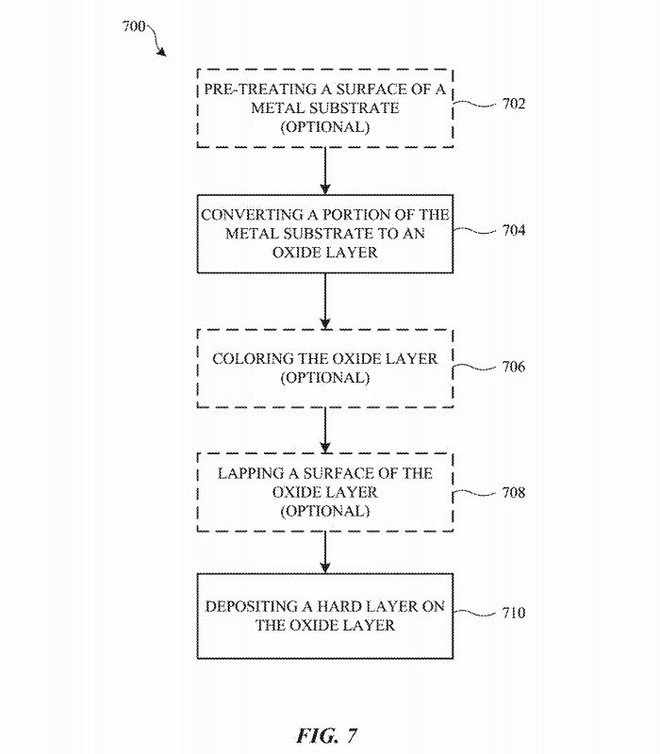 700
PRE-TREATING A SURFACE OF A
METAL SUBSTRATE
(OPTIONAL)
702
CONVERTING A PORTION OF THE
METAL SUBSTRATE TO AN
OXIDE LAYER
704
COLORING THE OXIDE LAYER
(OPTIONAL)
706
LAPPING A SURFACE OF THE
OXIDE LAYER
(OPTIONAL)
708
DEPOSITING A HARD LAYER ON
THE OXIDE LAYER
710
FIG. 7